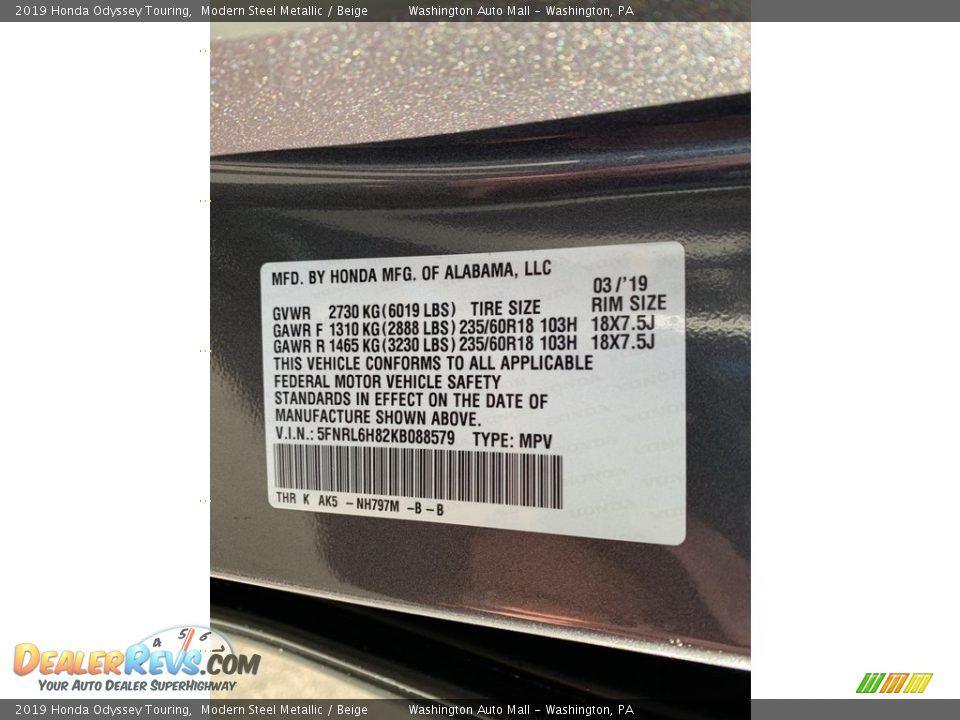 2019 Honda Odyssey Touring, Modern Steel Metallic / Beige Washington Auto Mall - Washington, PA
MFD. BY HONDA MFG. OF ALABAMA, LLC
03/'19
GVWR 2730 KG(6019 LBS) TIRE SIZE RIM SIZE
GAWR F 1310 KG(2888 LBS) 235/60R18 103H 18X7.5J
GAWR R 1465 KG(3230 LBS) 235/60R18 103H 18X7.5J
THIS VEHICLE CONFORMS TO ALL APPLICABLE
FEDERAL MOTOR VEHICLE SAFETY
STANDARDS IN EFFECT ON THE DATE OF
MANUFACTURE SHOWN ABOVE.
V.I.N.: 5FNRL6H82KB088579 TYPE: MPV
THR K AK5 -NH797M -B-B
4 5 6
DEALERREVS.COM
YOUR AUTO DEALER SUPERHIGHWAY
2019 Honda Odyssey Touring, Modern Steel Metallic / Beige Washington Auto Mall - Washington, PA